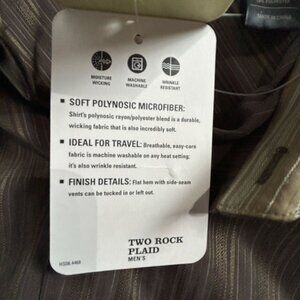 MOISTURE
WICKING
MACHINE
WASHABLE
WRINKLE
RESISTANT
SOFT POLYNOSIC MICROFIBER:
Shirt's polynosic rayon/polyester blend is a durable,
wicking fabric that is also incredibly soft.
IDEAL FOR TRAVEL: Breathable, easy-care
fabric is machine washable on any heat setting;
it's also wrinkle resistant.
FINISH DETAILS: Flat hem with side-seam
vents can be tucked in or left out.
TWO ROCK
PLAID
MEN'S
MADE IN CHINA